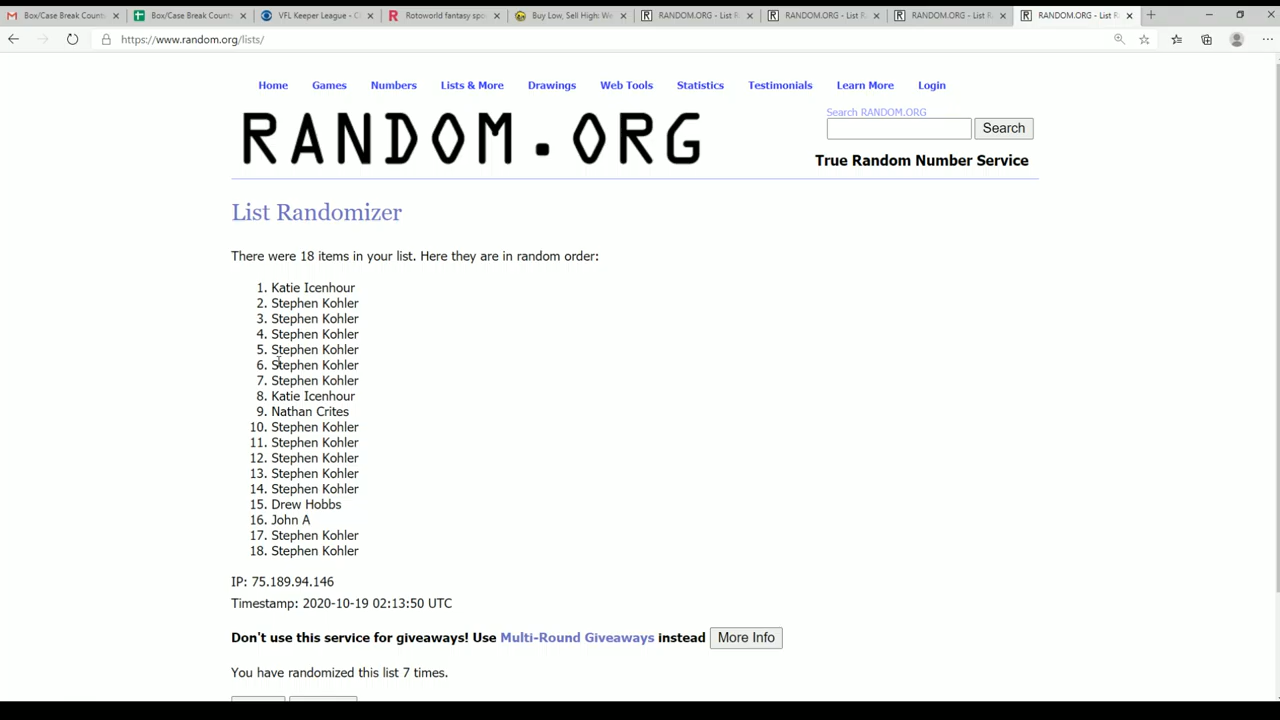 Box/Case Break Count
Box/Case Break Count
VFL Keeper League - C
Rotoworld fantasy spo
Buy Low, Sell High: We
RANDOM.ORG - List R
RANDOM.ORG - List R
RANDOM.ORG - List R
RANDOM.ORG - List R
https://www.random.org/lists/
Home Games Numbers Lists & More Drawings Web Tools Statistics Testimonials Learn More Login
RANDOM.ORG
Search RANDOM.ORG
Search
True Random Number Service
List Randomizer
There were 18 items in your list. Here they are in random order:
1. Katie Icenhour
2. Stephen Kohler
3. Stephen Kohler
4. Stephen Kohler
5. Stephen Kohler
6. Stephen Kohler
7. Stephen Kohler
8. Katie Icenhour
9. Nathan Crites
10. Stephen Kohler
11. Stephen Kohler
12. Stephen Kohler
13. Stephen Kohler
14. Stephen Kohler
15. Drew Hobbs
16. John A
17. Stephen Kohler
18. Stephen Kohler
IP: 75.189.94.146
Timestamp: 2020-10-19 02:13:50 UTC
Don't use this service for giveaways! Use Multi-Round Giveaways instead More Info
You have randomized this list 7 times.